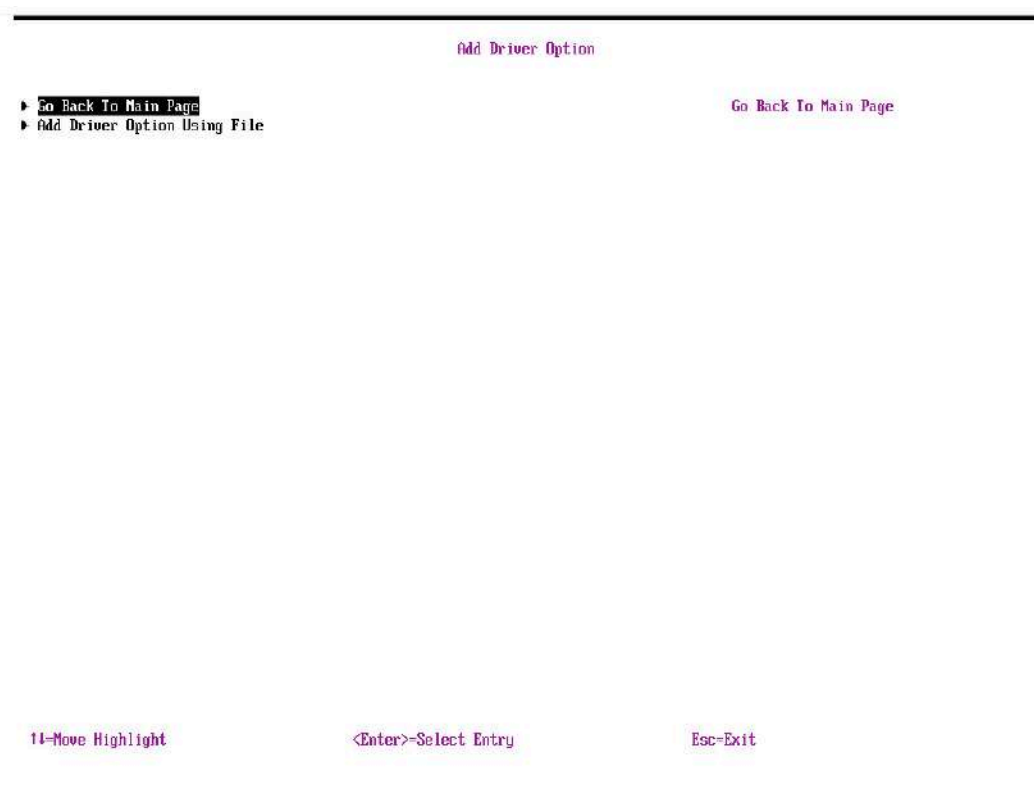 Add Driver Option
Go Back To Main Page
Go Back To Main Page
Add Driver Option Using File
↑↓=Move Highlight
<Enter>=Select Entry
Esc=Exit